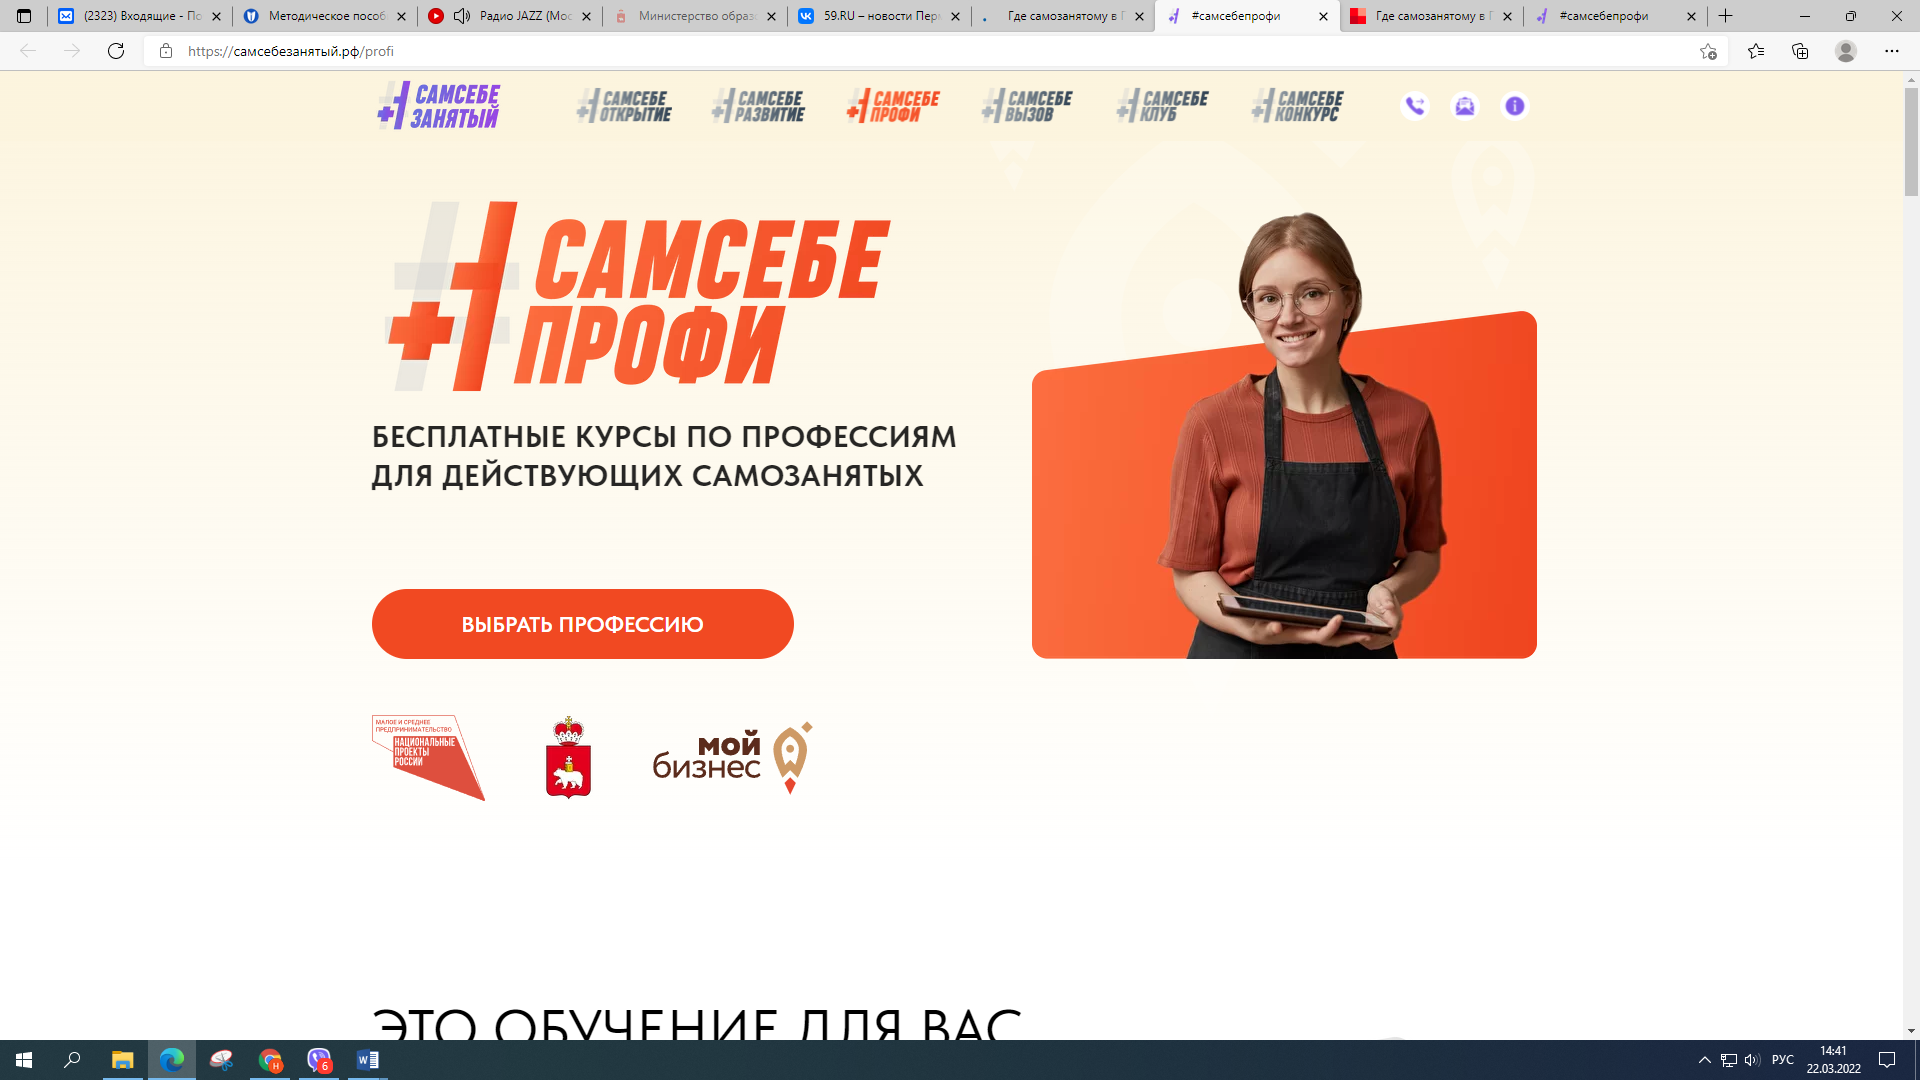 (2323) Входящие - По
Методическое пособ
Радио JAZZ (Мос
Министерство образ
59.RU – новости Перм
Где самозанятому в П
#самсебепрофи
Где самозанятому в П
#самсебепрофи
https://самсебезанятый.рф/profi
САМСЕБЕ
ЗАНЯТЫЙ
САМСЕБЕ
ОТКРЫТИЕ
САМСЕБЕ
РАЗВИТИЕ
САМСЕБЕ
ПРОФИ
САМСЕБЕ
ВЫЗОВ
САМСЕБЕ
КЛУБ
САМСЕБЕ
КОНКУРС
САМСЕБЕ
ПРОФИ
БЕСПЛАТНЫЕ КУРСЫ ПО ПРОФЕССИЯМ
ДЛЯ ДЕЙСТВУЮЩИХ САМОЗАНЯТЫХ
ВЫБРАТЬ ПРОФЕССИЮ
МАЛОЕ И СРЕДНЕЕ
ПРЕДПРИНИМАТЕЛЬСТВО
НАЦИОНАЛЬНЫЕ
ПРОЕКТЫ
РОССИИ
мой
бизнес
ЭТО ОБУЧЕНИЕ ДЛЯ ВАС
6
РУС
14:41
22.03.2022